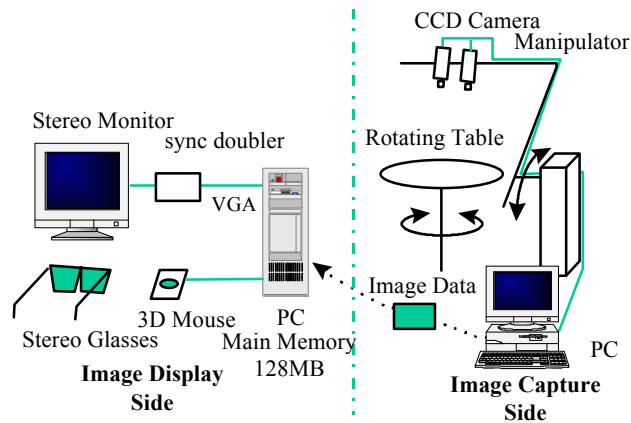 CCD Camera
Manipulator
Stereo Monitor
sync doubler
Rotating Table
VGA
Image Data
3D Mouse
PC
Stereo Glasses
Main Memory
128MB
PC
Image Display
Side
Image Capture
Side